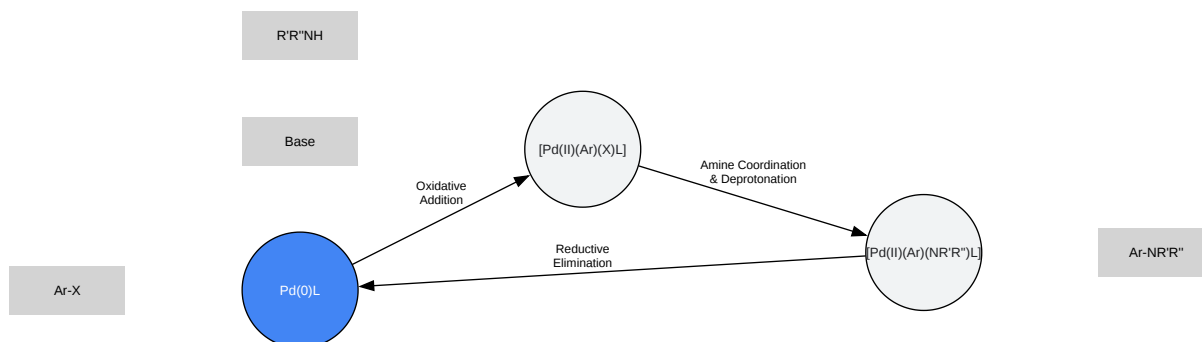 R'R"NH
Base
[Pd(II)(Ar)(X)L]
Amine Coordination
& Deprotonation
Oxidative
Addition
Reductive
Elimination
[Pd(II)(Ar)(NR'R")L]
Ar-NR'R"
Ar-X
Pd(0)L